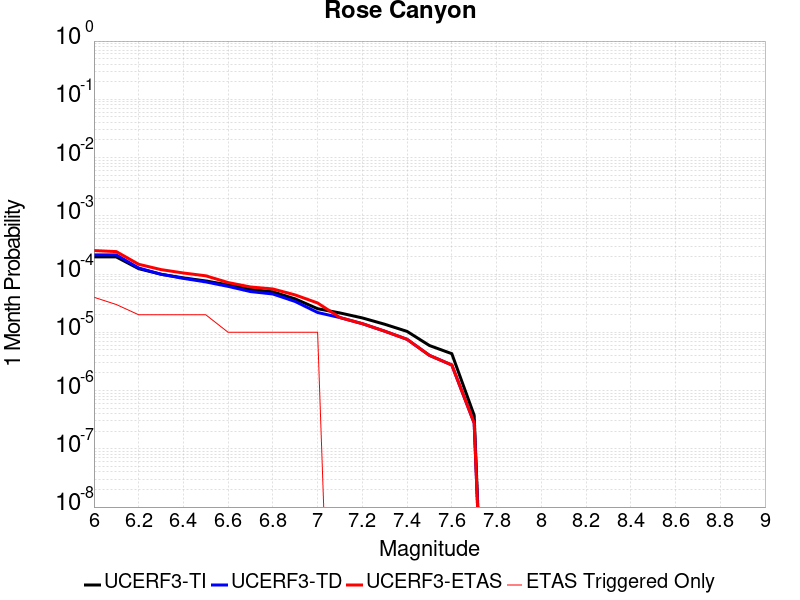 Rose Canyon
10^0
10^-1
10^-2
10^-3
10^-4
10^-5
10^-6
10^-7
10^-8
1 Month Probability
6 6.2 6.4 6.6 6.8 7 7.2 7.4 7.6 7.8 8 8.2 8.4 8.6 8.8 9
Magnitude
UCERF3-TI UCERF3-TD UCERF3-ETAS ETAS Triggered Only